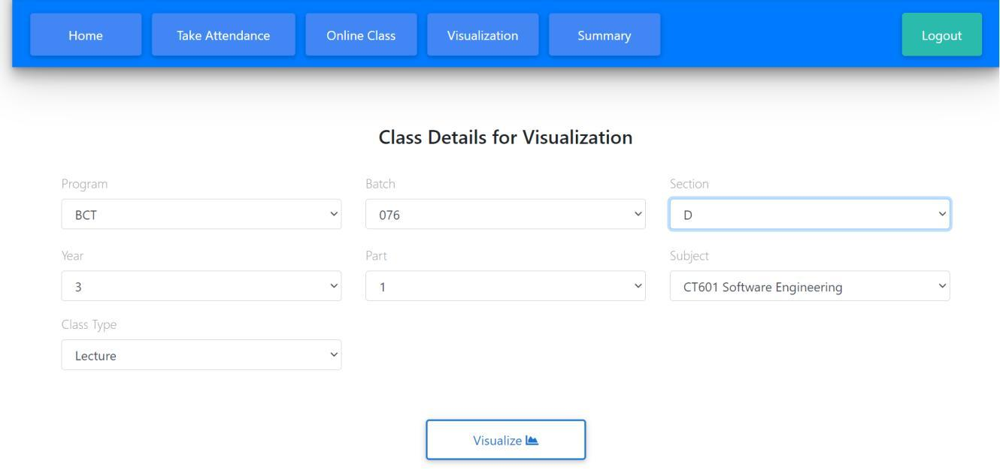 Home Take Attendance Online Class Visualization Summary Logout
Class Details for Visualization
Program Batch Section
BCT 076 D
Year Part Subject
3 1 CT601 Software Engineering
Class Type
Lecture
Visualize